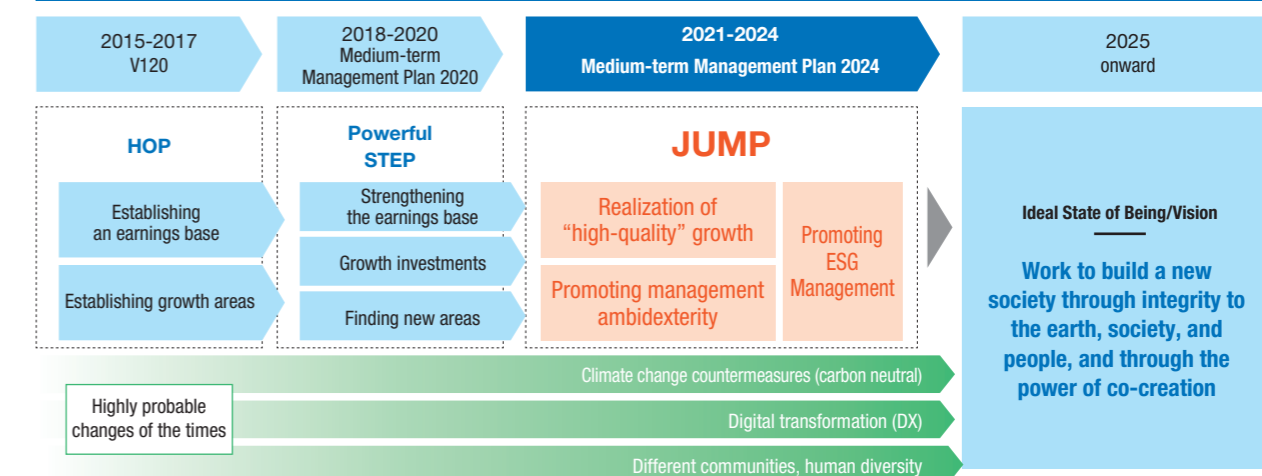 2015-2017
V120
2018-2020
Medium-term
Management Plan 2020
2021-2024
Medium-term Management Plan 2024
2025
onward
HOP
Establishing
an earnings base
Establishing growth areas
Powerful
STEP
Strengthening
the earnings base
Growth investments
Finding new areas
JUMP
Realization of
“high-quality” growth
Promoting management
ambidexterity
Promoting
ESG
Management
Ideal State of Being/Vision
Work to build a new
society through integrity to
the earth, society, and
people, and through the
power of co-creation
Highly probable
changes of the times
Climate change countermeasures (carbon neutral)
Digital transformation (DX)
Different communities, human diversity